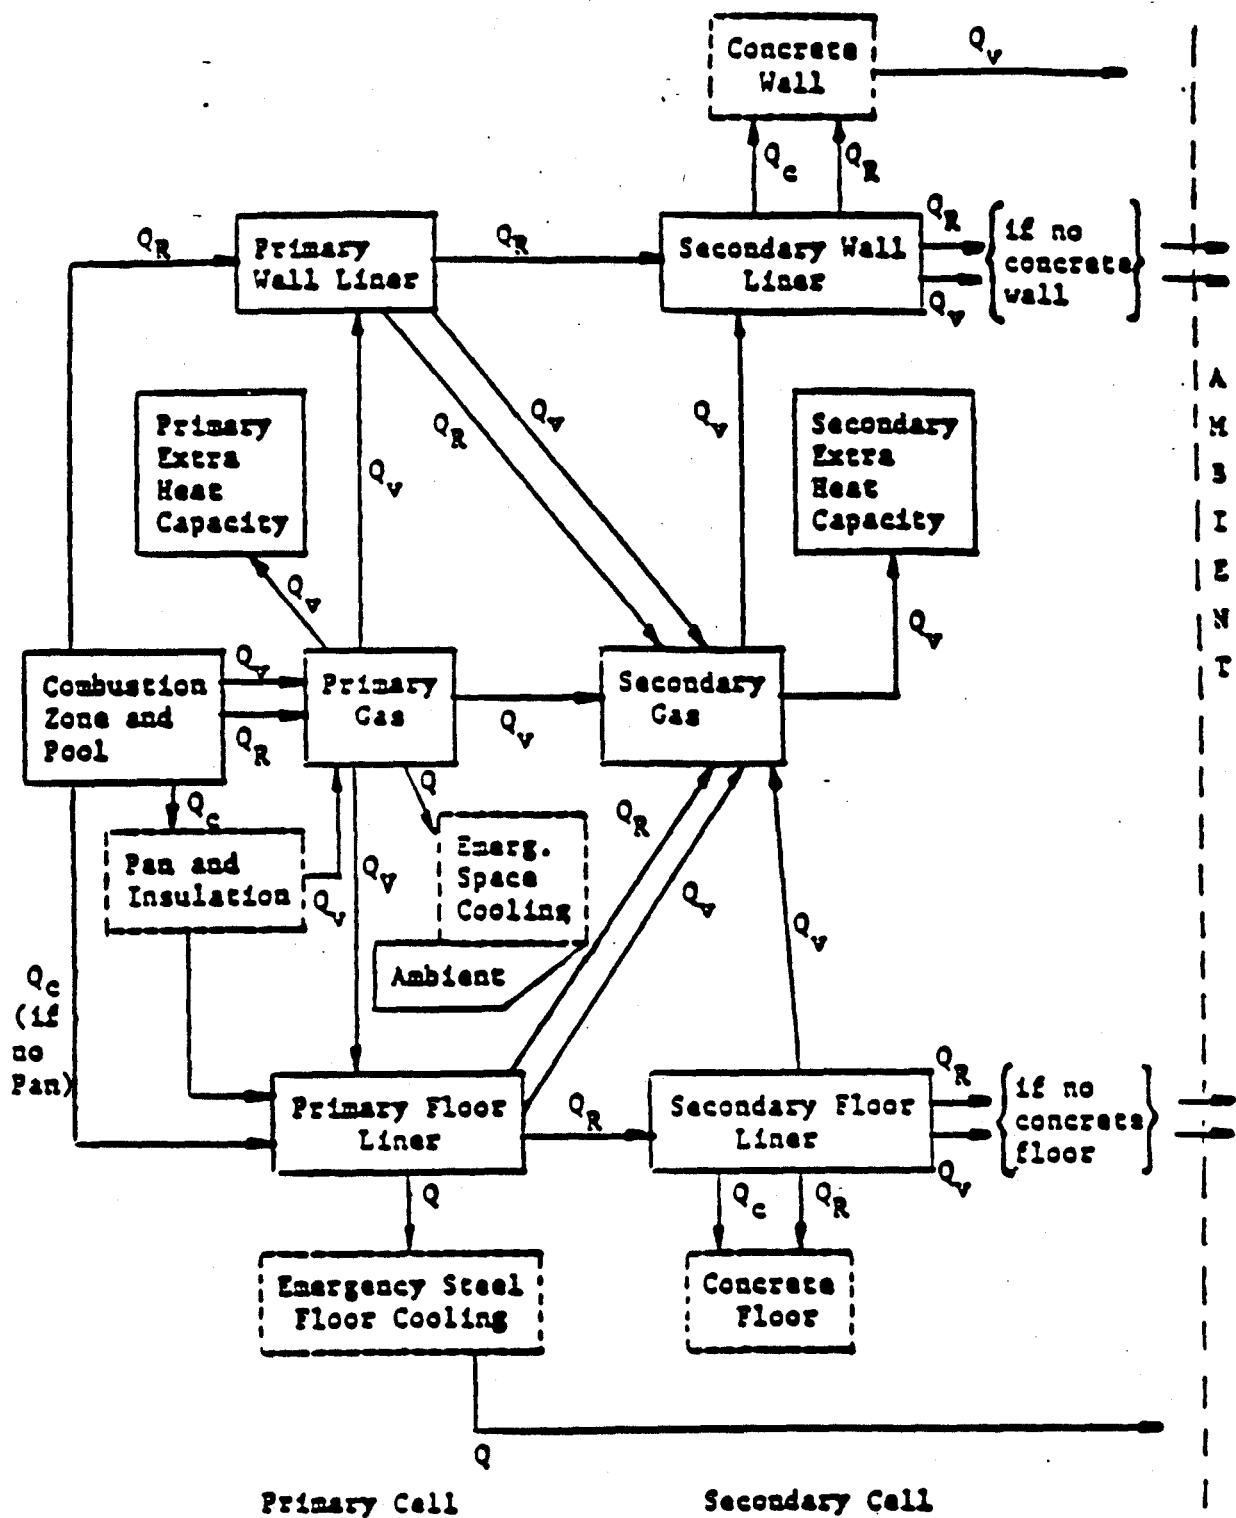 Concrete
Wall
Q_v
Q_c
Q_R
Q_R
Primary
Wall Liner
Q_R
Secondary Wall
Liner
Q_R
Q_v
{if no
concrete
wall}
Primary
Extra
Heat
Capacity
Q_v
Q_v
Q_R
Q_v
Q_v
Secondary
Extra
Heat
Capacity
Q_v
AMBIENT
Combustion
Zone and
Pool
Q_v
Q_R
Primary
Gas
Q_v
Secondary
Gas
Q_c
Pan and
Insulation
Q_v
Q_v
Q
Emerg.
Space
Cooling
Ambient
Q_R
Q_v
Q_v
Q_c
(if
no
Pan)
Primary Floor
Liner
Q_R
Secondary Floor
Liner
Q_R
Q_v
{if no
concrete
floor}
Q
Q_c
Q_R
Emergency Steel
Floor Cooling
Concrete
Floor
Q
Primary Cell
Secondary Cell